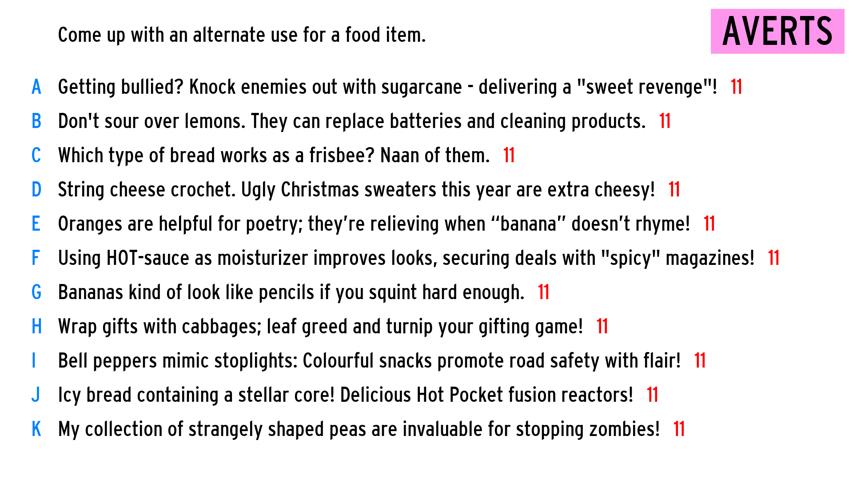 Come up with an alternate use for a food item.
AVERTS
A Getting bullied? Knock enemies out with sugarcane - delivering a "sweet revenge"! 11
B Don't sour over lemons. They can replace batteries and cleaning products. 11
C Which type of bread works as a frisbee? Naan of them. 11
D String cheese crochet. Ugly Christmas sweaters this year are extra cheesy! 11
E Oranges are helpful for poetry; they’re relieving when “banana” doesn’t rhyme! 11
F Using HOT-sauce as moisturizer improves looks, securing deals with "spicy" magazines! 11
G Bananas kind of look like pencils if you squint hard enough. 11
H Wrap gifts with cabbages; leaf greed and turnip your gifting game! 11
I Bell peppers mimic stoplights: Colourful snacks promote road safety with flair! 11
J Icy bread containing a stellar core! Delicious Hot Pocket fusion reactors! 11
K My collection of strangely shaped peas are invaluable for stopping zombies! 11